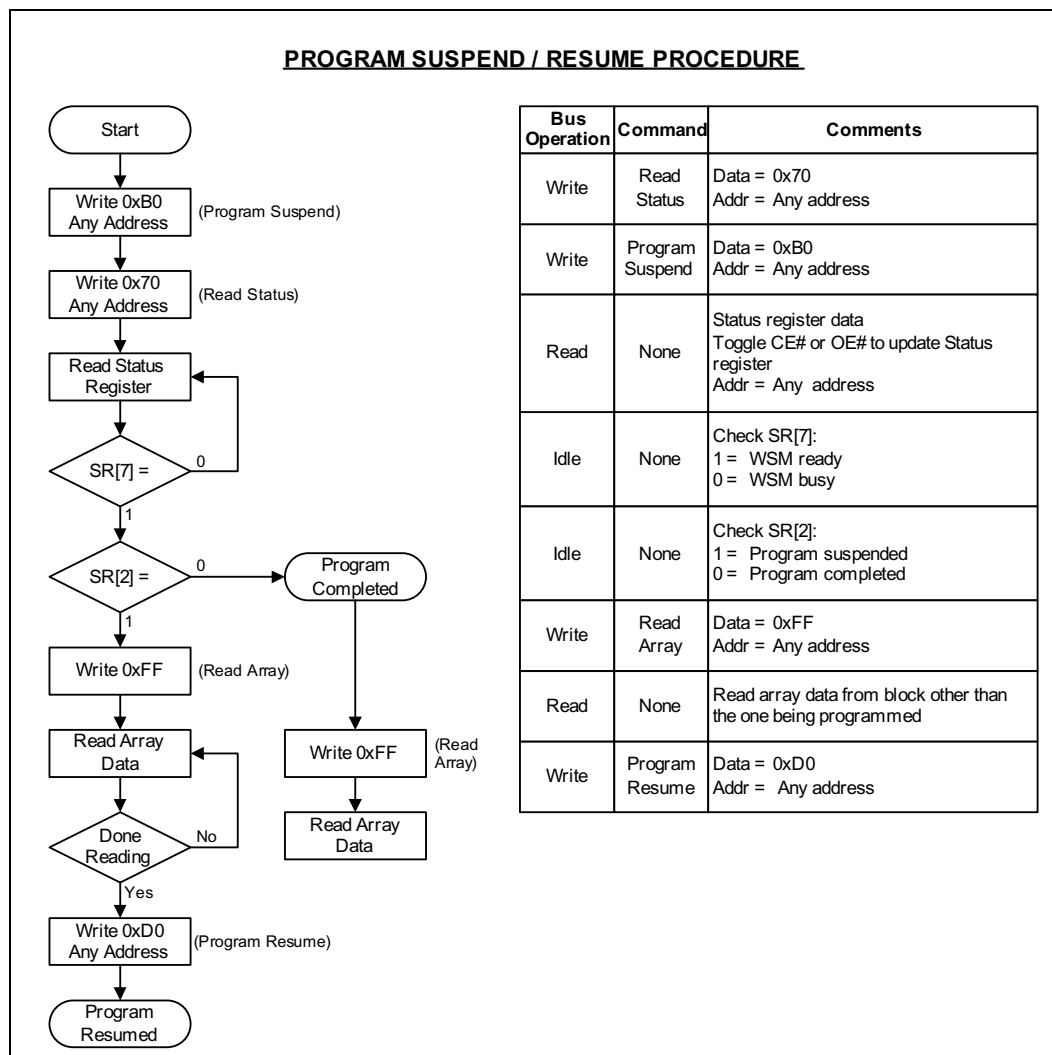 PROGRAM SUSPEND / RESUME PROCEDURE
Start
Write 0xB0
Any Address
(Program Suspend)
Write 0x70
Any Address
(Read Status)
Read Status
Register
SR[7] =
0
1
SR[2] =
0
Program
Completed
1
Write 0xFF
(Read Array)
Read Array
Data
Write 0xFF
(Read
Array)
Read Array
Data
Done
Reading
No
Yes
Write 0xD0
Any Address
(Program Resume)
Program
Resumed
Bus
Operation
Command
Comments
Write
Read
Status
Data = 0x70
Addr = Any address
Write
Program
Suspend
Data = 0xB0
Addr = Any address
Read
None
Status register data
Toggle CE# or OE# to update Status
register
Addr = Any address
Idle
None
Check SR[7]:
1 = WSM ready
0 = WSM busy
Idle
None
Check SR[2]:
1 = Program suspended
0 = Program completed
Write
Read
Array
Data = 0xFF
Addr = Any address
Read
None
Read array data from block other than
the one being programmed
Write
Program
Resume
Data = 0xD0
Addr = Any address